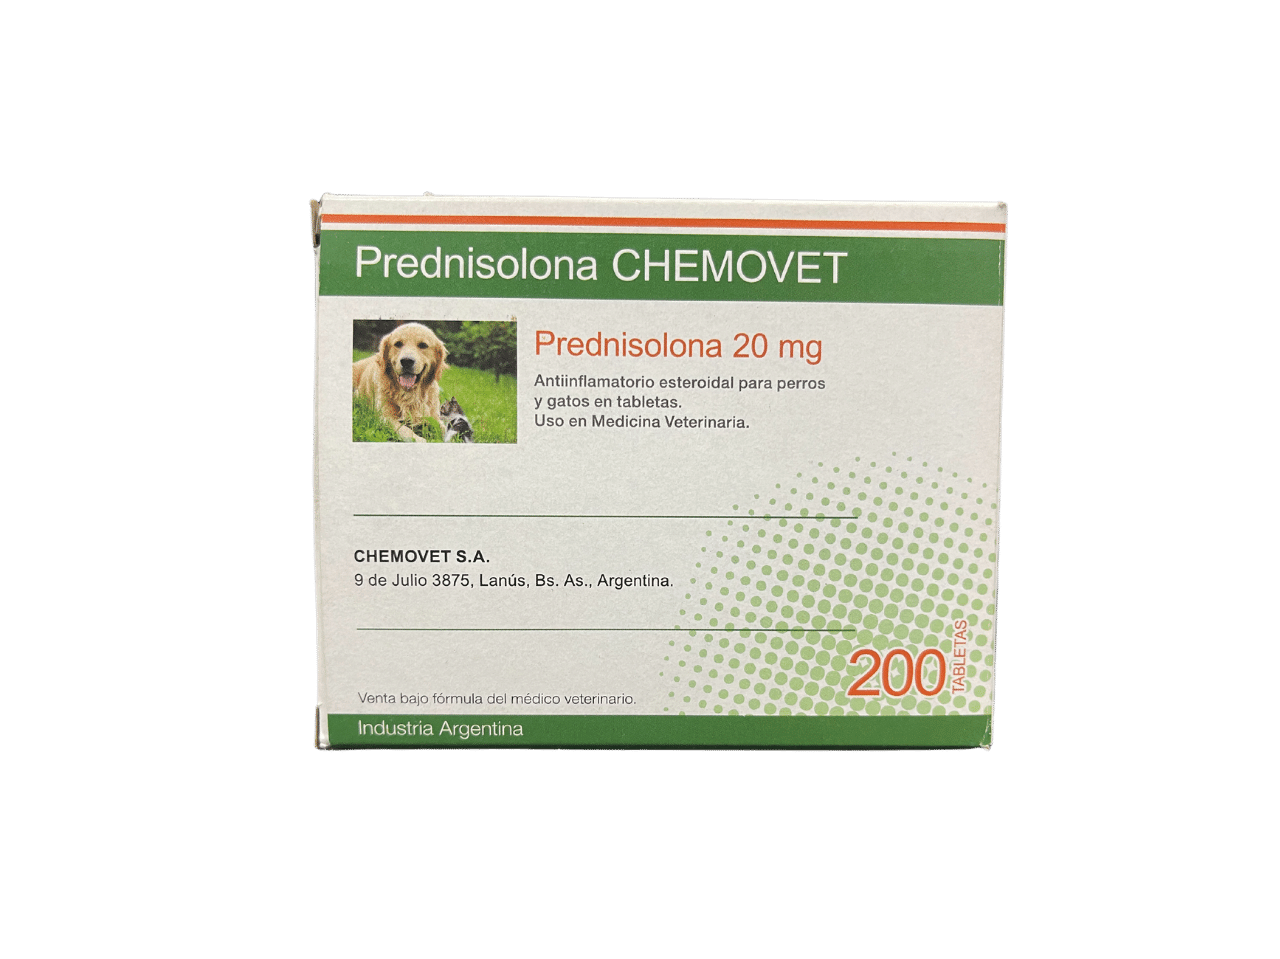 Prednisolona CHEMOVET
Prednisolona 20 mg
Antiinflamatorio esteroidal para perros
y gatos en tabletas.
Uso en Medicina Veterinaria.
CHEMOVET S.A.
9 de Julio 3875, Lanús, Bs. As., Argentina.
200
TABLETAS
Venta bajo fórmula del médico veterinario.
Industria Argentina